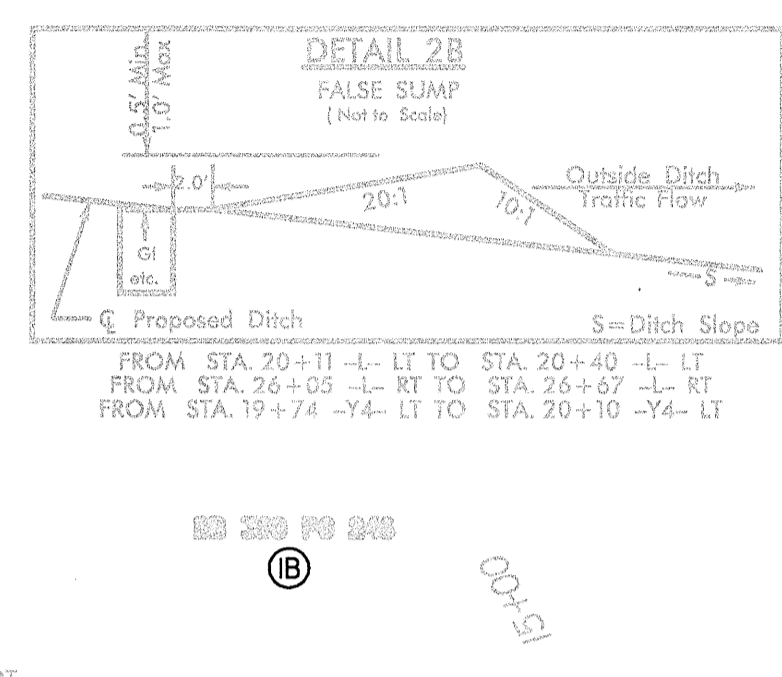 DETAIL 2B
FALSE SUMP
(Not to Scale)
0.5' Min
1.0' Max
2.0'
20:1
10:1
Outside Ditch
Traffic Flow
GI
etc.
S
℄ Proposed Ditch
S=Ditch Slope
FROM STA. 20+11 -L- LT TO STA. 20+40 -L- LT
FROM STA. 26+05 -L- RT TO STA. 26+67 -L- RT
FROM STA. 19+74 -Y4- LT TO STA. 20+10 -Y4- LT
1B
15+00